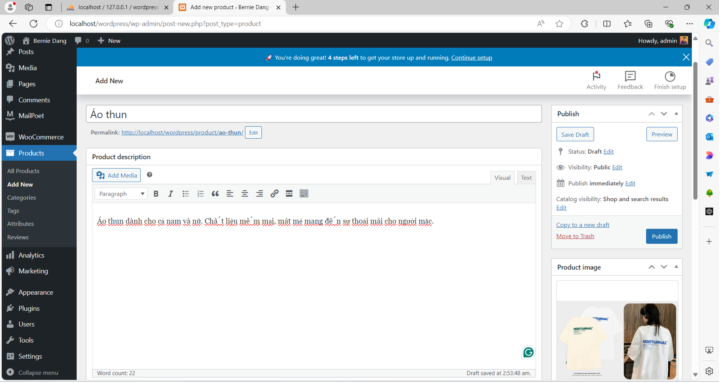 localhost / 127.0.0.1 / wordpres
Add new product ‹ Bernie Dang
localhost/wordpress/wp-admin/post-new.php?post_type=product
Bernie Dang
0
New
Howdy, admin
Posts
Media
Pages
Comments
MailPoet
WooCommerce
Products
All Products
Add New
Categories
Tags
Attributes
Reviews
Analytics
Marketing
Appearance
Plugins
Users
Tools
Settings
Collapse menu
🚀 You're doing great! 4 steps left to get your store up and running. Continue setup
Add New
Activity
Feedback
Finish setup
Áo thun
Permalink: http://localhost/wordpress/product/ao-thun/ Edit
Product description
Add Media
Visual
Text
Paragraph
Áo thun dành cho cả nam và nữ. Chất liệu mềm mại, mát mẻ mang đến sự thoải mái cho người mặc.
Word count: 22
Draft saved at 2:53:48 am.
Publish
Save Draft
Preview
Status: Draft Edit
Visibility: Public Edit
Publish immediately Edit
Catalog visibility: Shop and search results
Edit
Copy to a new draft
Move to Trash
Publish
Product image